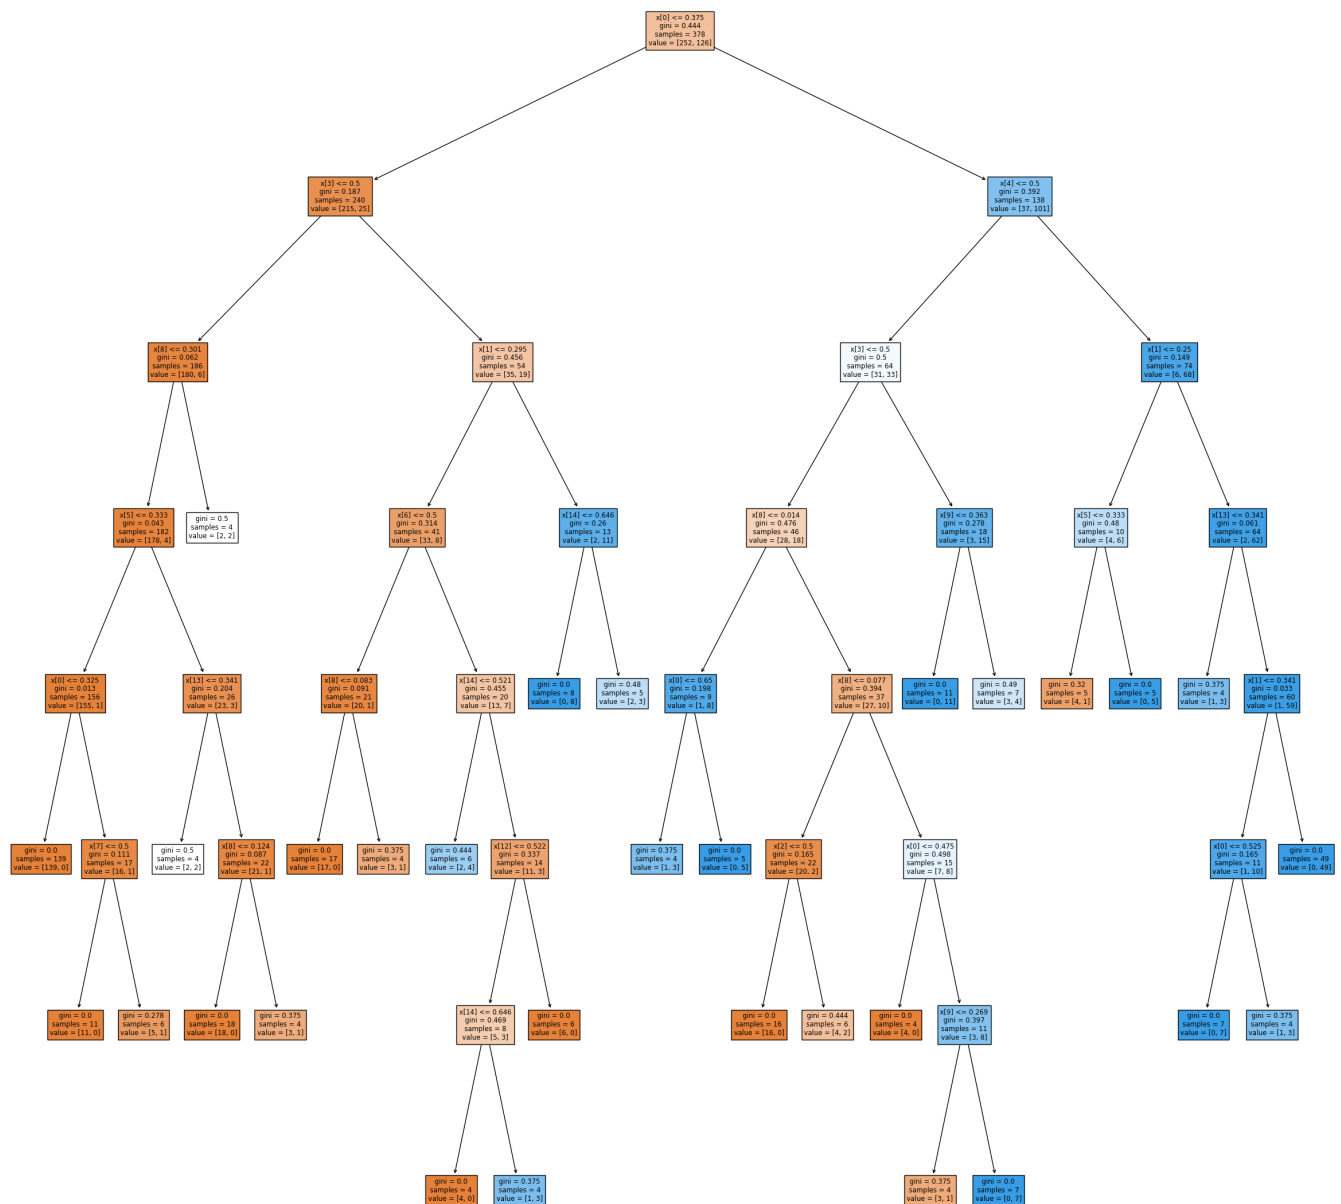 x[0] <= 0.375
gini = 0.444
samples = 378
value = [252, 126]
x[3] <= 0.5
gini = 0.187
samples = 240
value = [215, 25]
x[4] <= 0.5
gini = 0.392
samples = 138
value = [37, 101]
x[8] <= 0.301
gini = 0.062
samples = 186
value = [180, 6]
x[1] <= 0.295
gini = 0.456
samples = 54
value = [35, 19]
x[3] <= 0.5
gini = 0.5
samples = 64
value = [31, 33]
x[1] <= 0.25
gini = 0.149
samples = 74
value = [6, 68]
x[5] <= 0.333
gini = 0.043
samples = 182
value = [178, 4]
gini = 0.5
samples = 4
value = [2, 2]
x[6] <= 0.5
gini = 0.314
samples = 41
value = [33, 8]
x[14] <= 0.646
gini = 0.26
samples = 13
value = [2, 11]
x[8] <= 0.014
gini = 0.476
samples = 46
value = [28, 18]
x[9] <= 0.363
gini = 0.278
samples = 18
value = [3, 15]
x[5] <= 0.333
gini = 0.48
samples = 10
value = [4, 6]
x[13] <= 0.341
gini = 0.061
samples = 64
value = [2, 62]
x[0] <= 0.325
gini = 0.013
samples = 156
value = [155, 1]
x[13] <= 0.341
gini = 0.204
samples = 26
value = [23, 3]
x[8] <= 0.083
gini = 0.091
samples = 21
value = [20, 1]
x[14] <= 0.521
gini = 0.455
samples = 20
value = [13, 7]
gini = 0.0
samples = 8
value = [0, 8]
gini = 0.48
samples = 5
value = [2, 3]
x[0] <= 0.65
gini = 0.198
samples = 9
value = [1, 8]
x[8] <= 0.077
gini = 0.394
samples = 37
value = [27, 10]
gini = 0.0
samples = 11
value = [0, 11]
gini = 0.49
samples = 7
value = [3, 4]
gini = 0.32
samples = 5
value = [4, 1]
gini = 0.0
samples = 5
value = [0, 5]
gini = 0.375
samples = 4
value = [1, 3]
x[1] <= 0.341
gini = 0.033
samples = 60
value = [1, 59]
gini = 0.0
samples = 139
value = [139, 0]
x[7] <= 0.5
gini = 0.111
samples = 17
value = [16, 1]
gini = 0.5
samples = 4
value = [2, 2]
x[8] <= 0.124
gini = 0.087
samples = 22
value = [21, 1]
gini = 0.0
samples = 17
value = [17, 0]
gini = 0.375
samples = 4
value = [3, 1]
gini = 0.444
samples = 6
value = [2, 4]
x[12] <= 0.522
gini = 0.337
samples = 14
value = [11, 3]
gini = 0.375
samples = 4
value = [1, 3]
gini = 0.0
samples = 5
value = [0, 5]
x[2] <= 0.5
gini = 0.165
samples = 22
value = [20, 2]
x[0] <= 0.475
gini = 0.498
samples = 15
value = [7, 8]
x[0] <= 0.525
gini = 0.165
samples = 11
value = [1, 10]
gini = 0.0
samples = 49
value = [0, 49]
gini = 0.0
samples = 11
value = [11, 0]
gini = 0.278
samples = 6
value = [5, 1]
gini = 0.0
samples = 18
value = [18, 0]
gini = 0.375
samples = 4
value = [3, 1]
x[14] <= 0.646
gini = 0.469
samples = 8
value = [5, 3]
gini = 0.0
samples = 6
value = [6, 0]
gini = 0.0
samples = 16
value = [16, 0]
gini = 0.444
samples = 6
value = [4, 2]
gini = 0.0
samples = 4
value = [4, 0]
x[9] <= 0.269
gini = 0.397
samples = 11
value = [3, 8]
gini = 0.0
samples = 7
value = [0, 7]
gini = 0.375
samples = 4
value = [1, 3]
gini = 0.0
samples = 4
value = [4, 0]
gini = 0.375
samples = 4
value = [1, 3]
gini = 0.375
samples = 4
value = [3, 1]
gini = 0.0
samples = 7
value = [0, 7]